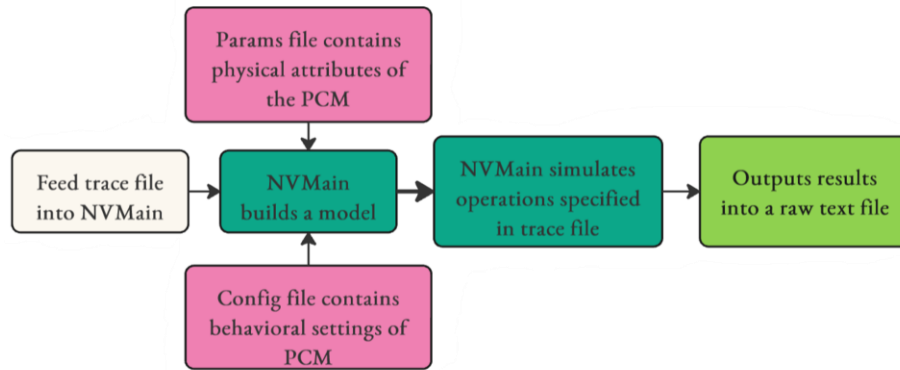 Params file contains
physical attributes of
the PCM
Feed trace file
into NVMain
NVMain
builds a model
NVMain simulates
operations specified
in trace file
Outputs results
into a raw text file
Config file contains
behavioral settings of
PCM